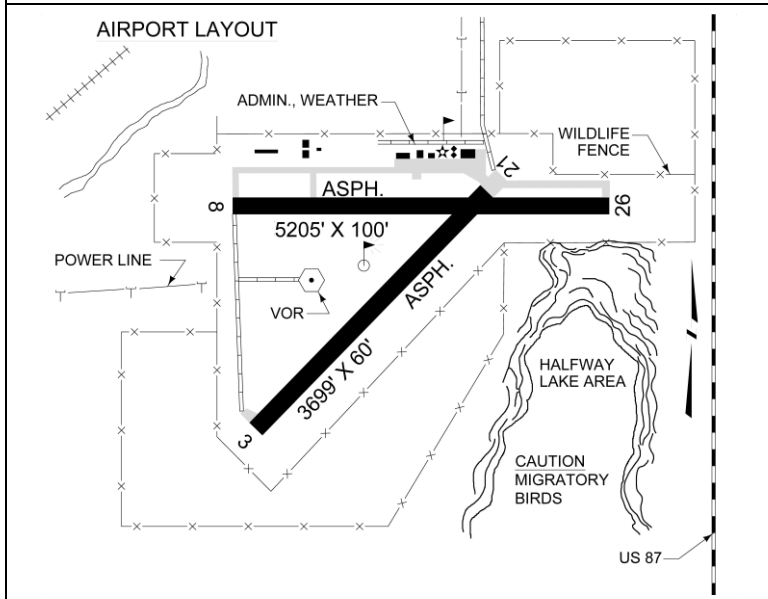 AIRPORT LAYOUT
ADMIN., WEATHER
WILDLIFE
FENCE
21
ASPH.
8
26
5205' X 100'
POWER LINE
VOR
ASPH.
3699' X 60'
3
HALFWAY
LAKE AREA
CAUTION
MIGRATORY
BIRDS
US 87